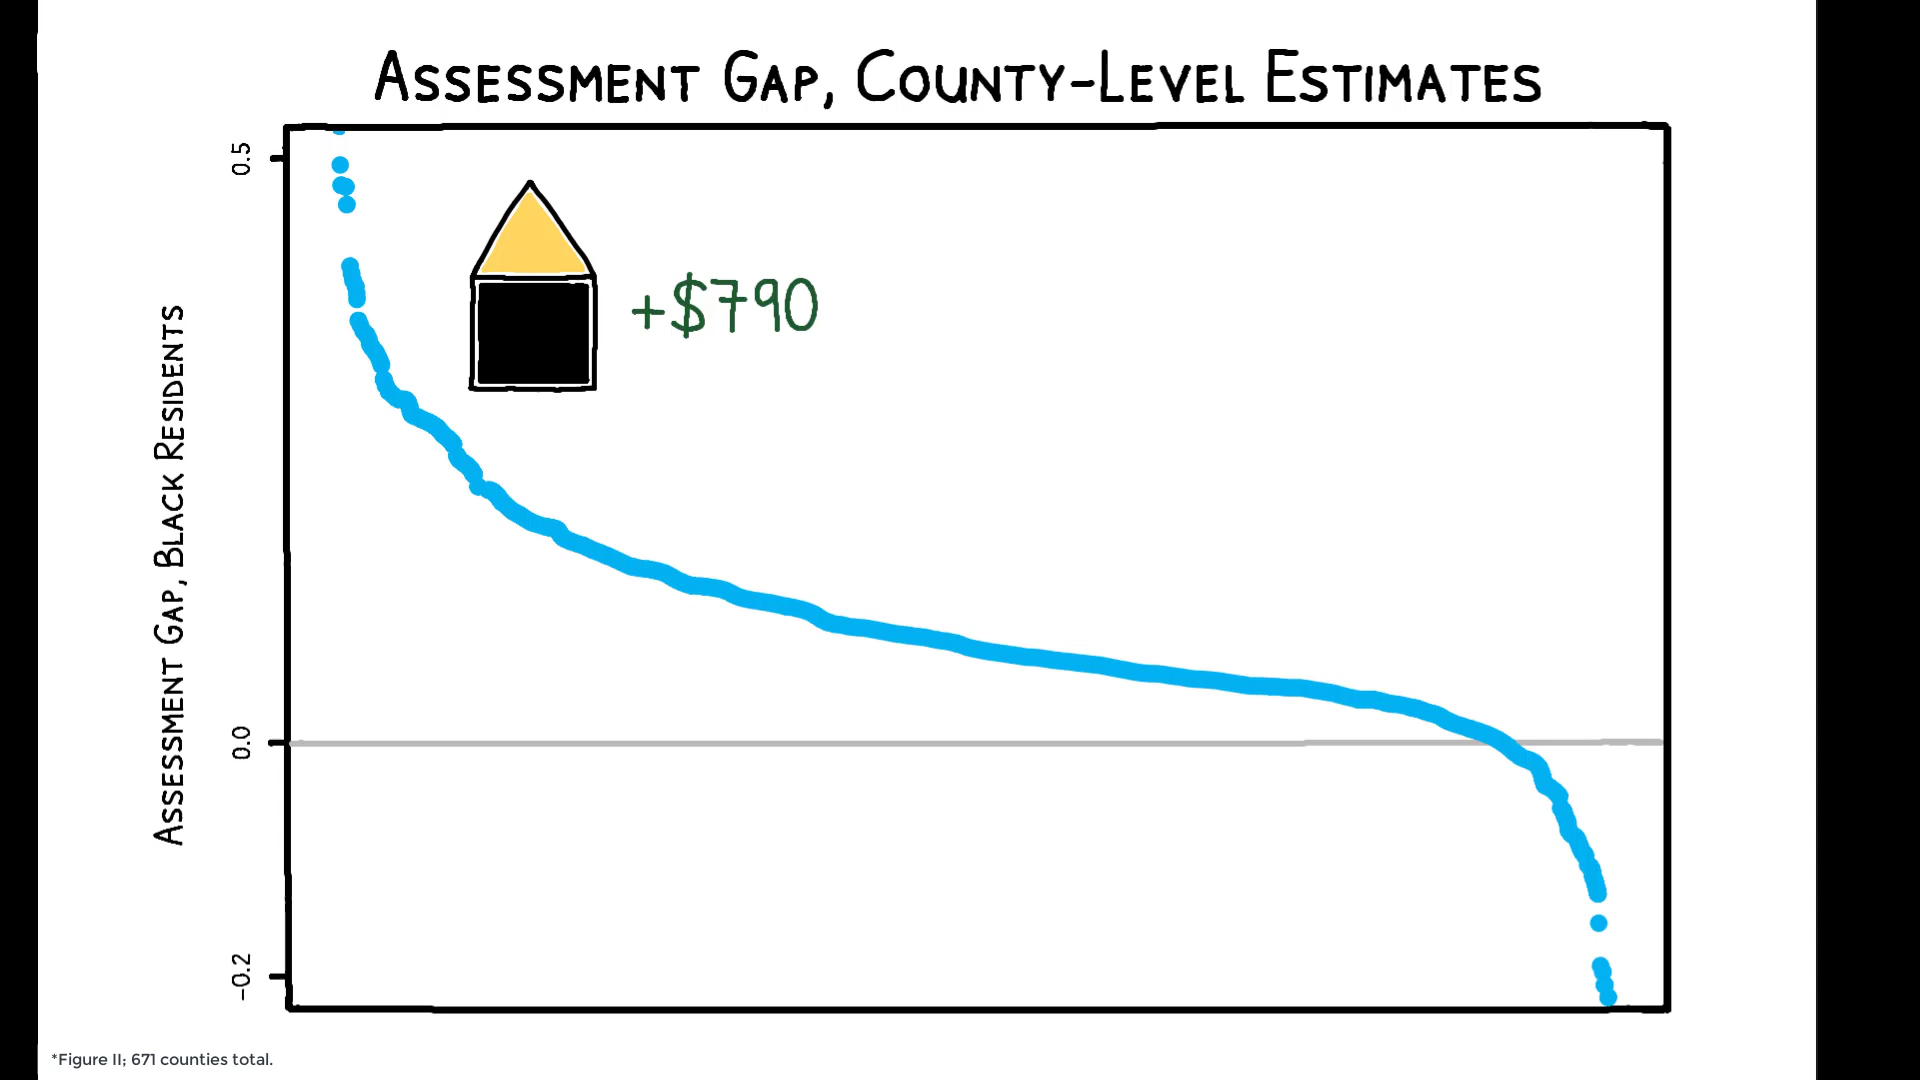 ASSESSMENT GAP, COUNTY-LEVEL ESTIMATES
0.5
+$790
ASSESSMENT GAP, BLACK RESIDENTS
0.0
-0.2
*Figure II; 671 counties total.